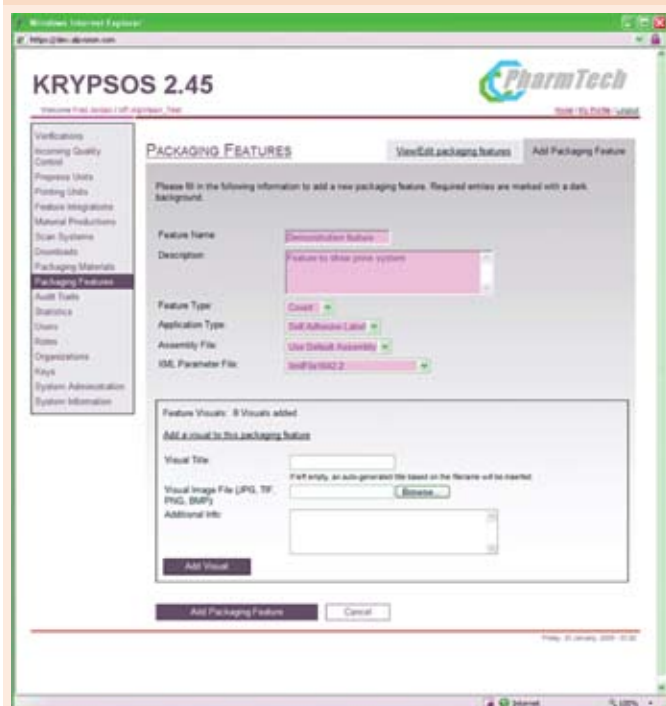 Windows Internet Explorer
KRYPSOS 2.45
PharmTech
Home / My Profile / Logout
Verifications
Incoming Quality
Control
Prepress Units
Printing Units
Feature Integrations
Material Productions
Scan Systems
Downloads
Packaging Materials
Packaging Features
Audit Trails
Statistics
Users
Roles
Organizations
Keys
System Administration
System Information
PACKAGING FEATURES
View/Edit packaging features
Add Packaging Feature
Please fill in the following information to add a new packaging feature. Required entries are marked with a dark
background.
Feature Name:
Demonstration feature
Description:
Feature to show system
Feature Type:
Covert
Application Type:
Self Adhesive Label
Assembly File:
Use Default Assembly
XML Parameter File:
Feature Visuals: Visuals added
Add a visual to this packaging feature
Visual Title:
If left empty, an auto-generated title based on the filename will be inserted
Visual Image File (JPG, TIF,
PNG, BMP):
Browse...
Additional Info:
Add Visual
Add Packaging Feature
Cancel
Internet
100%